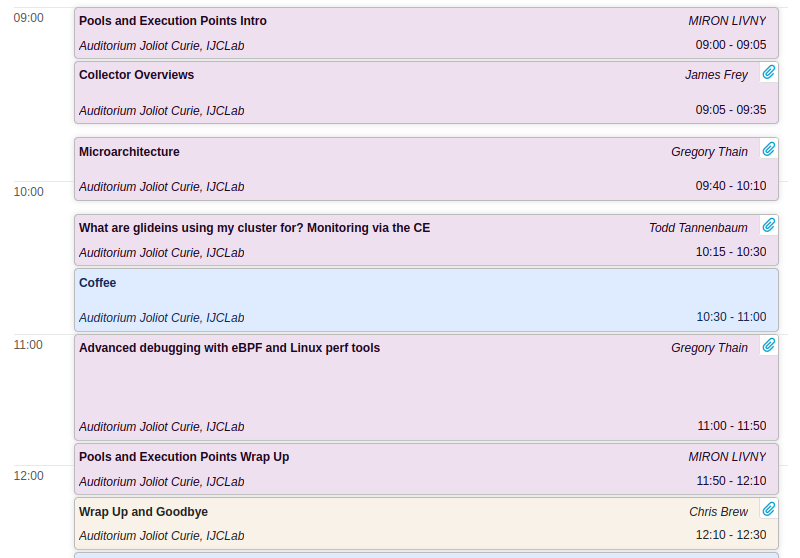 09:00
Pools and Execution Points Intro MIRON LIVNY
Auditorium Joliot Curie, IJCLab 09:00 - 09:05
Collector Overviews James Frey
Auditorium Joliot Curie, IJCLab 09:05 - 09:35
Microarchitecture Gregory Thain
10:00
Auditorium Joliot Curie, IJCLab 09:40 - 10:10
What are glideins using my cluster for? Monitoring via the CE Todd Tannenbaum
Auditorium Joliot Curie, IJCLab 10:15 - 10:30
Coffee
Auditorium Joliot Curie, IJCLab 10:30 - 11:00
11:00
Advanced debugging with eBPF and Linux perf tools Gregory Thain
Auditorium Joliot Curie, IJCLab 11:00 - 11:50
Pools and Execution Points Wrap Up MIRON LIVNY
12:00
Auditorium Joliot Curie, IJCLab 11:50 - 12:10
Wrap Up and Goodbye Chris Brew
Auditorium Joliot Curie, IJCLab 12:10 - 12:30